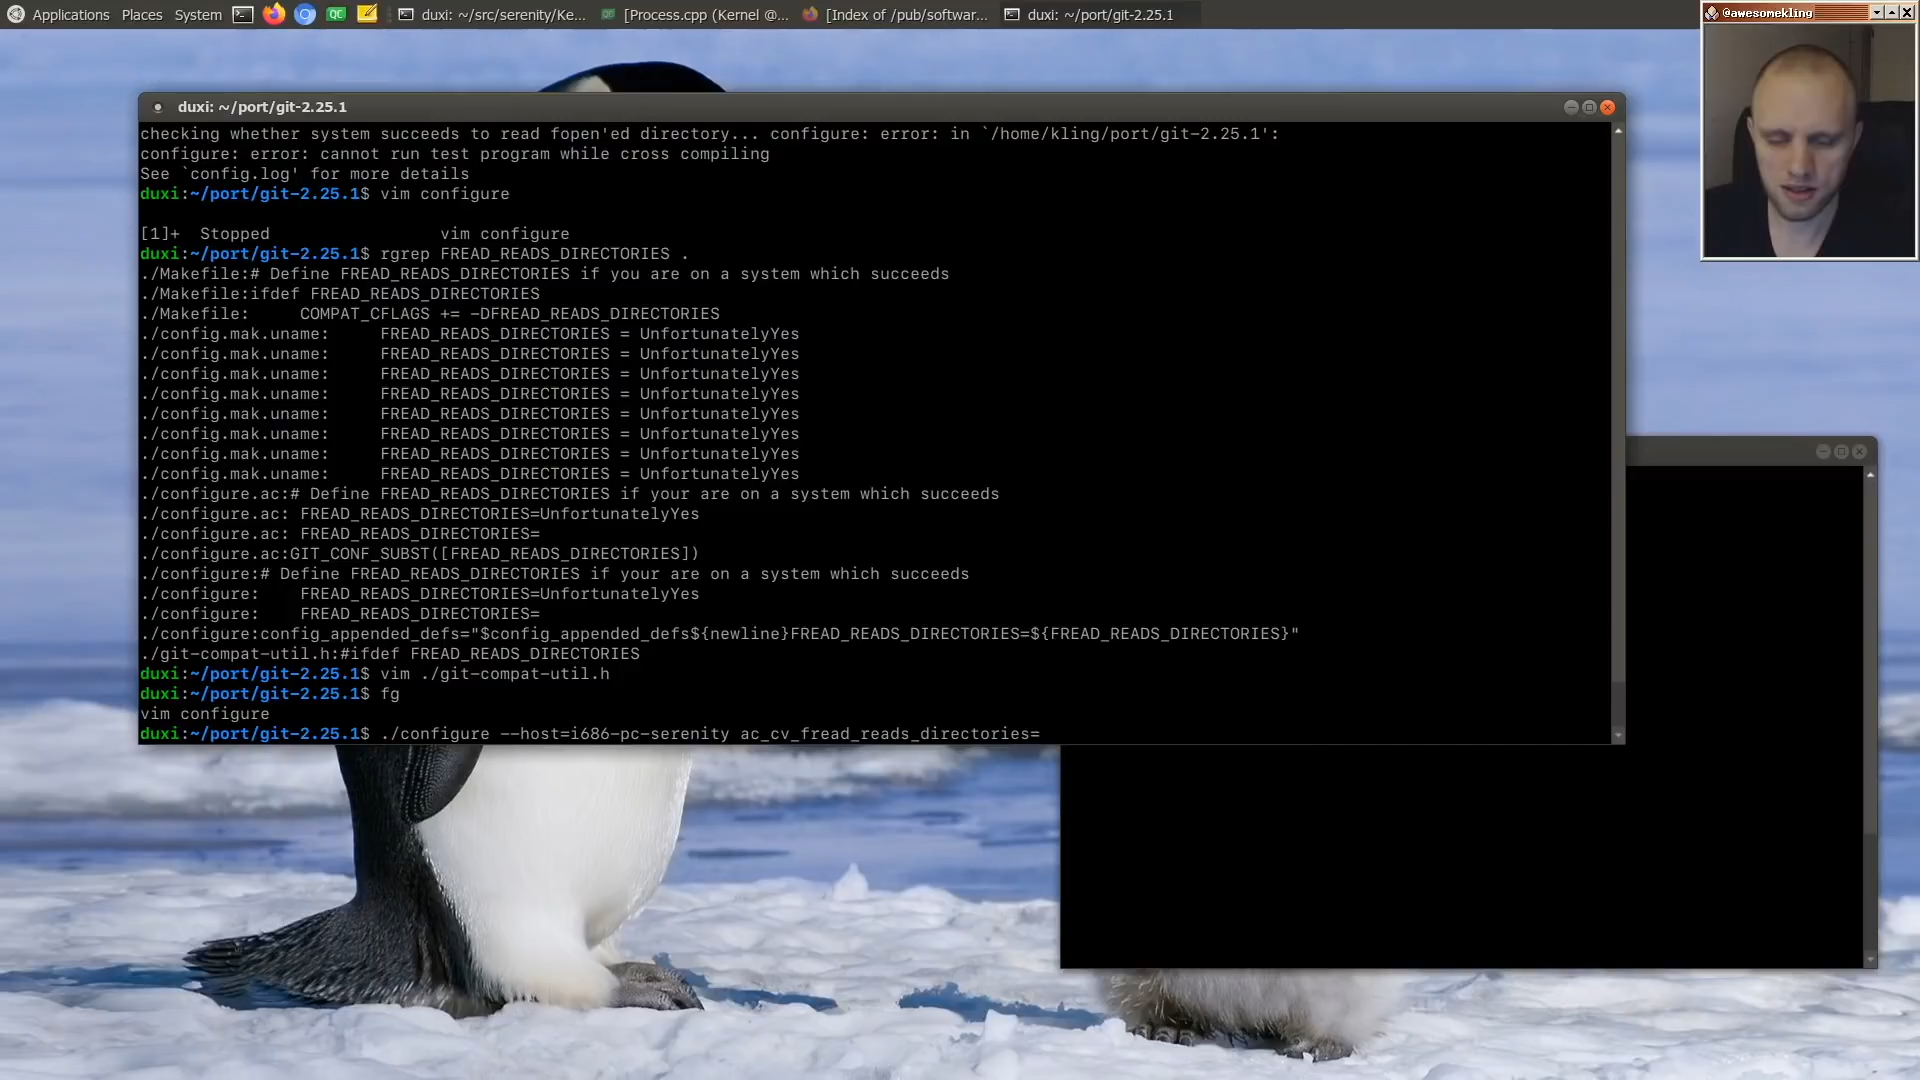 Applications Places System QC duxi: ~/src/serenity/Ke... QC [Process.cpp (Kernel @... [Index of /pub/softwar... duxi: ~/port/git-2.25.1
@awesomekling
duxi: ~/port/git-2.25.1
checking whether system succeeds to read fopen'ed directory... configure: error: in `/home/kling/port/git-2.25.1':
configure: error: cannot run test program while cross compiling
See `config.log' for more details
duxi:~/port/git-2.25.1$ vim configure
[1]+  Stopped                 vim configure
duxi:~/port/git-2.25.1$ rgrep FREAD_READS_DIRECTORIES .
./Makefile:# Define FREAD_READS_DIRECTORIES if you are on a system which succeeds
./Makefile:ifdef FREAD_READS_DIRECTORIES
./Makefile:     COMPAT_CFLAGS += -DFREAD_READS_DIRECTORIES
./config.mak.uname:     FREAD_READS_DIRECTORIES = UnfortunatelyYes
./config.mak.uname:     FREAD_READS_DIRECTORIES = UnfortunatelyYes
./config.mak.uname:     FREAD_READS_DIRECTORIES = UnfortunatelyYes
./config.mak.uname:     FREAD_READS_DIRECTORIES = UnfortunatelyYes
./config.mak.uname:     FREAD_READS_DIRECTORIES = UnfortunatelyYes
./config.mak.uname:     FREAD_READS_DIRECTORIES = UnfortunatelyYes
./config.mak.uname:     FREAD_READS_DIRECTORIES = UnfortunatelyYes
./config.mak.uname:     FREAD_READS_DIRECTORIES = UnfortunatelyYes
./configure.ac:# Define FREAD_READS_DIRECTORIES if your are on a system which succeeds
./configure.ac: FREAD_READS_DIRECTORIES=UnfortunatelyYes
./configure.ac: FREAD_READS_DIRECTORIES=
./configure.ac:GIT_CONF_SUBST([FREAD_READS_DIRECTORIES])
./configure:# Define FREAD_READS_DIRECTORIES if your are on a system which succeeds
./configure:    FREAD_READS_DIRECTORIES=UnfortunatelyYes
./configure:    FREAD_READS_DIRECTORIES=
./configure:config_appended_defs="$config_appended_defs${newline}FREAD_READS_DIRECTORIES=${FREAD_READS_DIRECTORIES}"
./git-compat-util.h:#ifdef FREAD_READS_DIRECTORIES
duxi:~/port/git-2.25.1$ vim ./git-compat-util.h
duxi:~/port/git-2.25.1$ fg
vim configure
duxi:~/port/git-2.25.1$ ./configure --host=i686-pc-serenity ac_cv_fread_reads_directories=